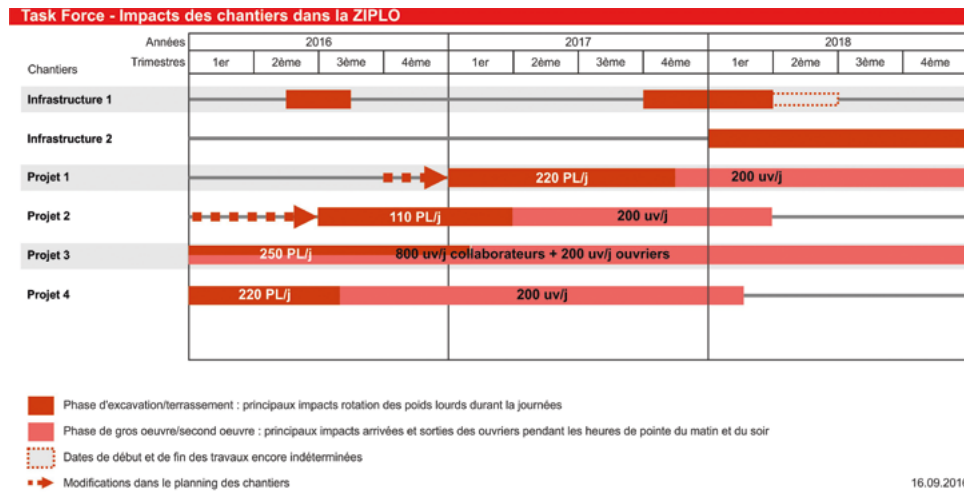 Task Force - Impacts des chantiers dans la ZIPLO
Années 2016 2017 2018
Chantiers Trimestres 1er 2ème 3ème 4ème 1er 2ème 3ème 4ème 1er 2ème 3ème 4ème
Infrastructure 1
Infrastructure 2
Projet 1 220 PL/j 200 uv/j
Projet 2 110 PL/j 200 uv/j
Projet 3 250 PL/j 800 uv/j collaborateurs + 200 uv/j ouvriers
Projet 4 220 PL/j 200 uv/j
Phase d'excavation/terrassement : principaux impacts rotation des poids lourds durant la journées
Phase de gros oeuvre/second oeuvre : principaux impacts arrivées et sorties des ouvriers pendant les heures de pointe du matin et du soir
Dates de début et de fin des travaux encore indéterminées
Modifications dans le planning des chantiers
16.09.2016